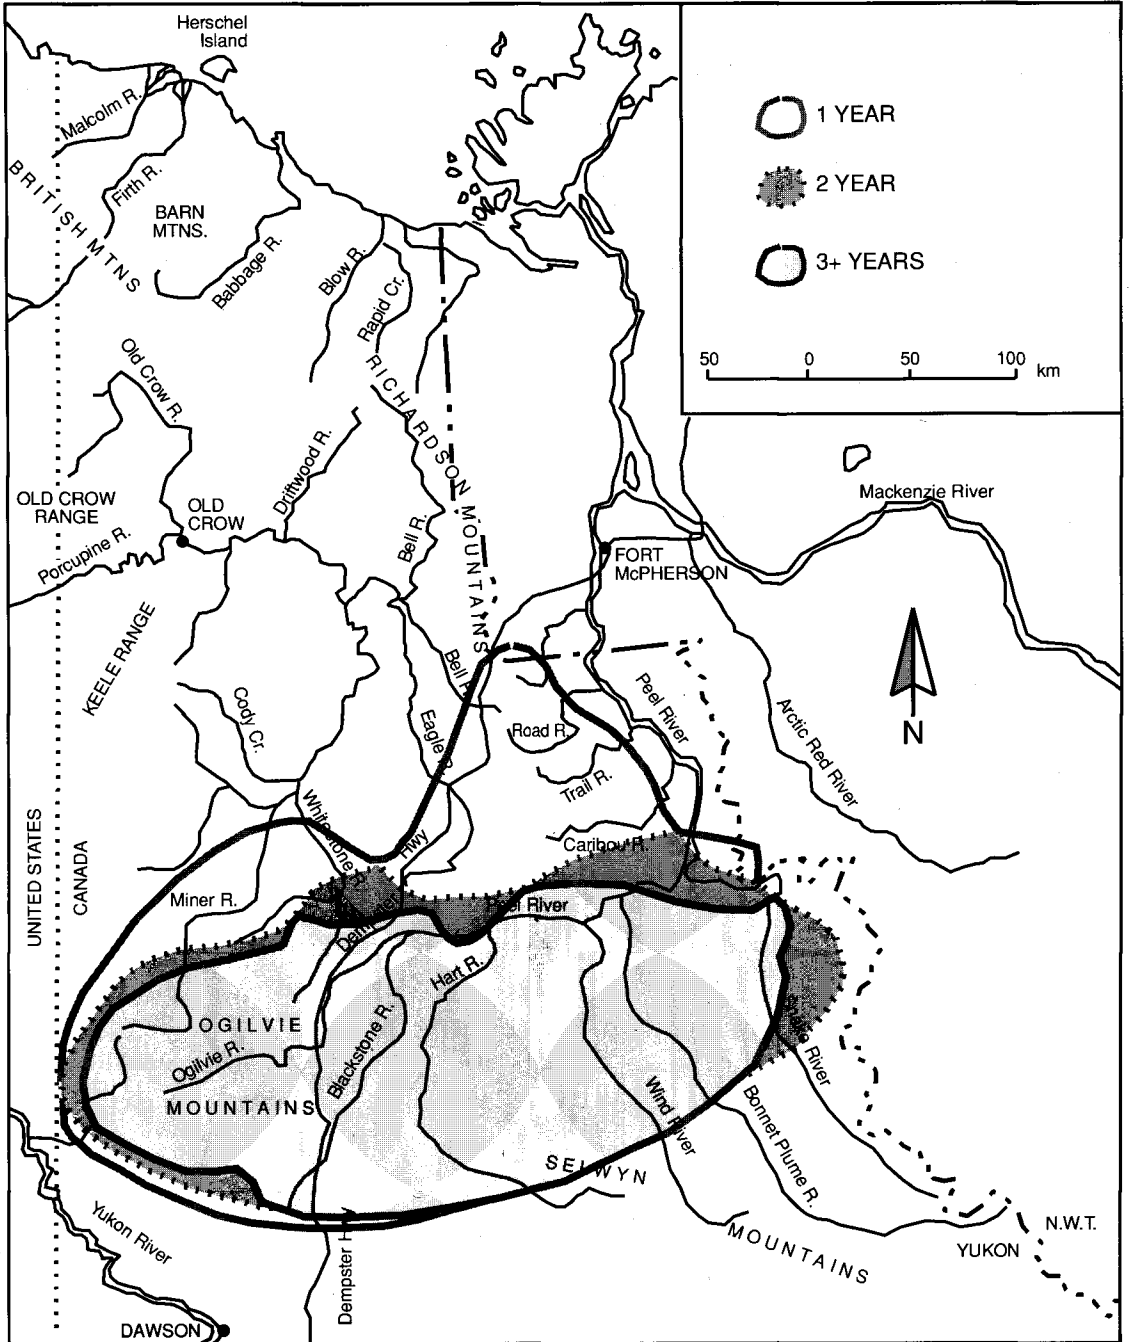 Herschel
Island
1 YEAR
2 YEAR
3+ YEARS
50 0 50 100
km
Malcolm R.
Firth R.
BRITISH MTNS
BARN
MTNS.
Babbage R.
Blow R.
Rapid Cr.
RICHARDSON MOUNTAINS
Old Crow R.
Driftwood R.
OLD CROW
RANGE
OLD
CROW
Porcupine R.
Bell R.
Mackenzie River
FORT
McPHERSON
KEELE RANGE
Bell R.
Peel River
Arctic Red River
N
Cody Cr.
Eagle R.
Road R.
Trail R.
Caribou R.
Whitestone R.
Hwy
Dempster
UNITED STATES
CANADA
Miner R.
Peel River
Hart R.
OGILVIE
MOUNTAINS
Ogilvie R.
Blackstone R.
Snake River
Wind River
Bonnet Plume R.
SELWYN
MOUNTAINS
Yukon River
Dempster H
N.W.T.
YUKON
DAWSON